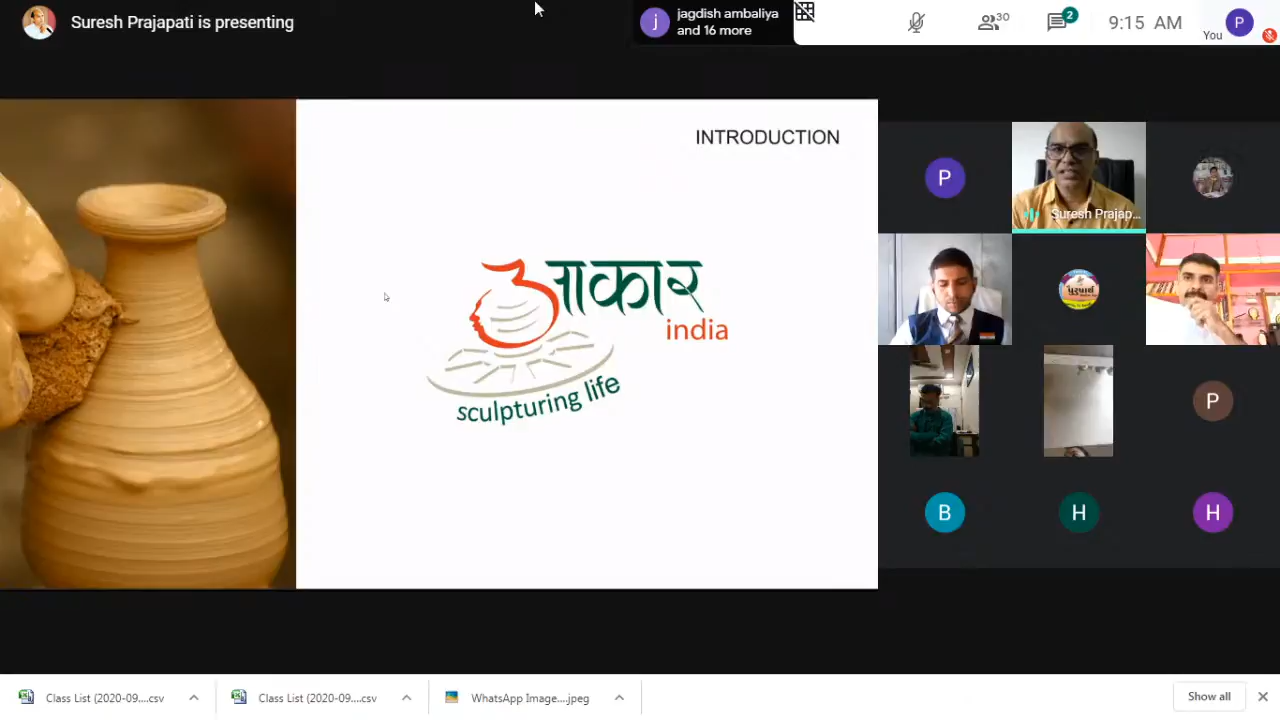 Suresh Prajapati is presenting
j
jagdish ambaliya
and 16 more
30
2
9:15 AM
You
P
INTRODUCTION
आकार
india
sculpturing life
P
Suresh Prajap...
પુરુષાર્થ
P
B
H
H
Class List (2020-09....csv
Class List (2020-09....csv
WhatsApp Image....jpeg
Show all